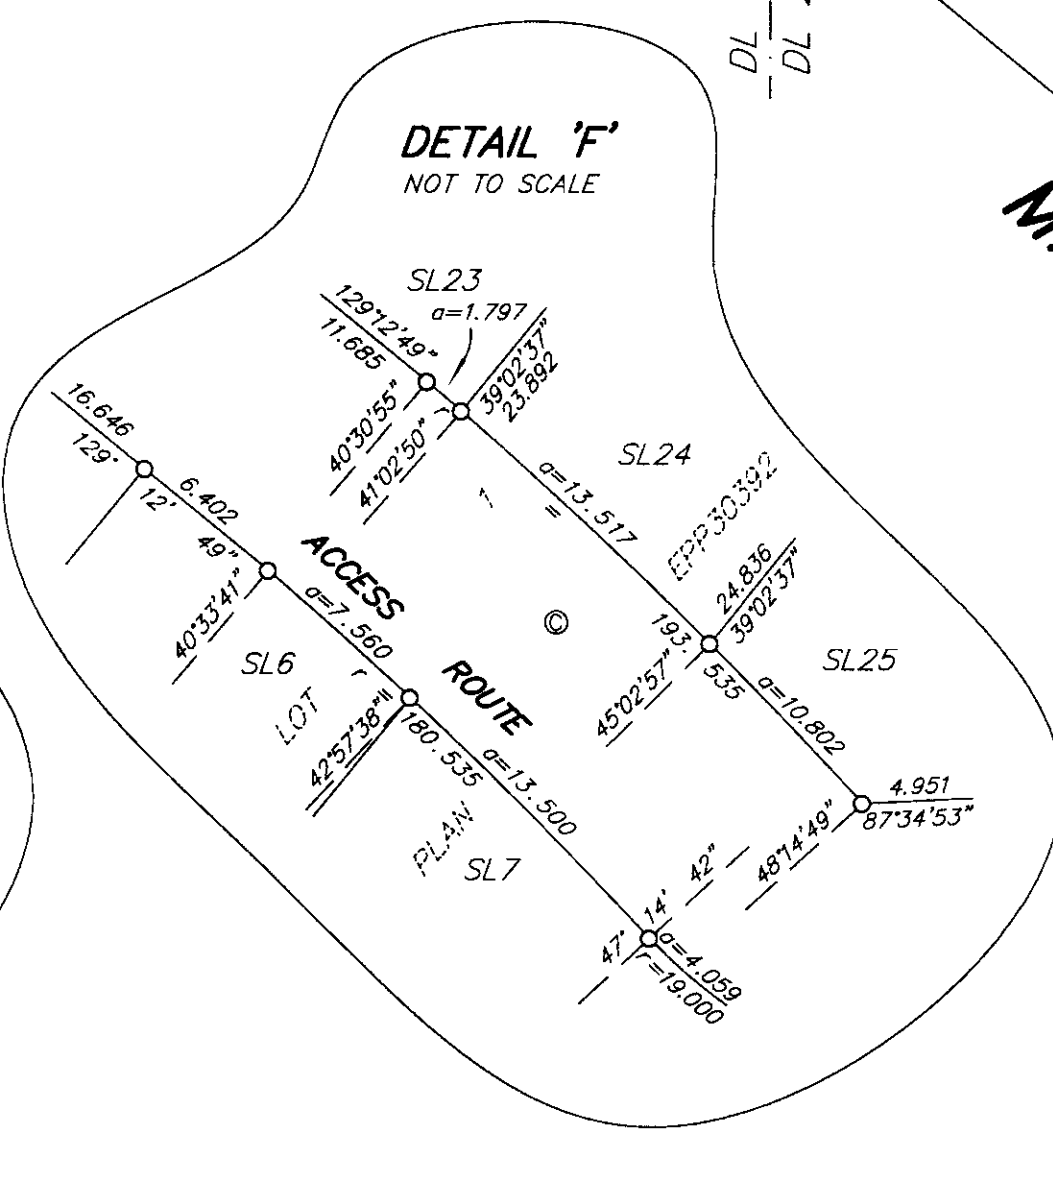 DL
DL
DETAIL 'F'
NOT TO SCALE
SL23
a=1.797
129°12'49"
11.685
39°02'37"
23.892
40°30'55"
41°02'50"
r
16.646
129°
12'
6.402
49"
40°33'41"
SL24
a=13.517
1
=
EPP30392
ACCESS
ROUTE
©
a=7.560
SL6
LOT
r
=
42°57'38"
180.535
a=13.500
PLAN
SL7
24.836
39°02'37"
193.
535
45°02'57"
SL25
a=10.802
4.951
87°34'53"
48°14'49"
47°
14'
42"
a=4.059
r=19.000